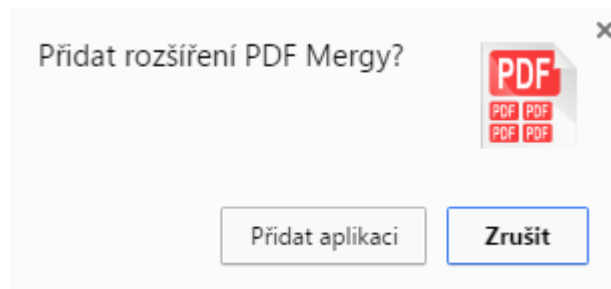 Přidat rozšíření PDF Mergy?
PDF
PDF PDF
PDF PDF
Přidat aplikaci
Zrušit